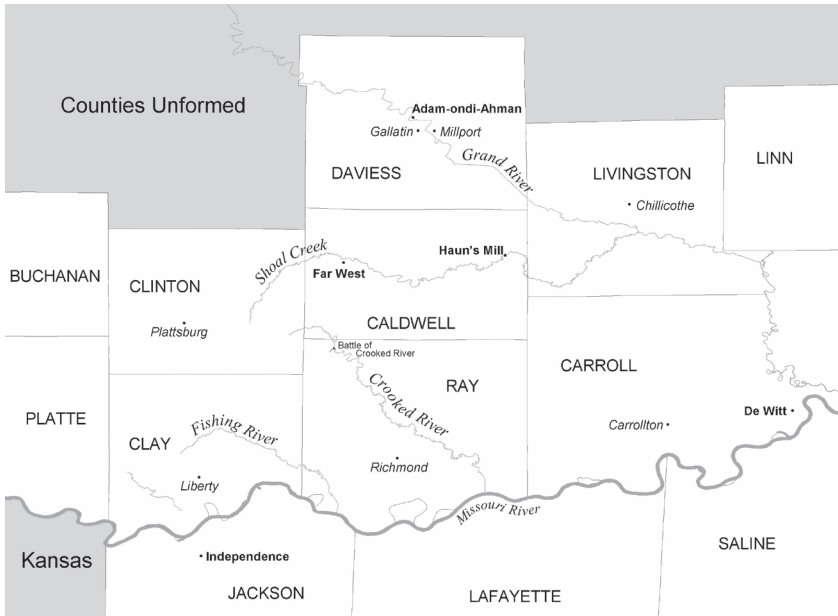 Counties Unformed
Adam-ondi-Ahman
Gallatin
Millport
Grand River
DAVIESS
LIVINGSTON
LINN
Chillicothe
BUCHANAN
CLINTON
Shoal Creek
Haun's Mill
Far West
Plattsburg
CALDWELL
Battle of
Crooked River
CARROLL
RAY
Crooked River
PLATTE
CLAY
Fishing River
De Witt
Carrollton
Richmond
Liberty
Missouri River
Kansas
Independence
JACKSON
LAFAYETTE
SALINE